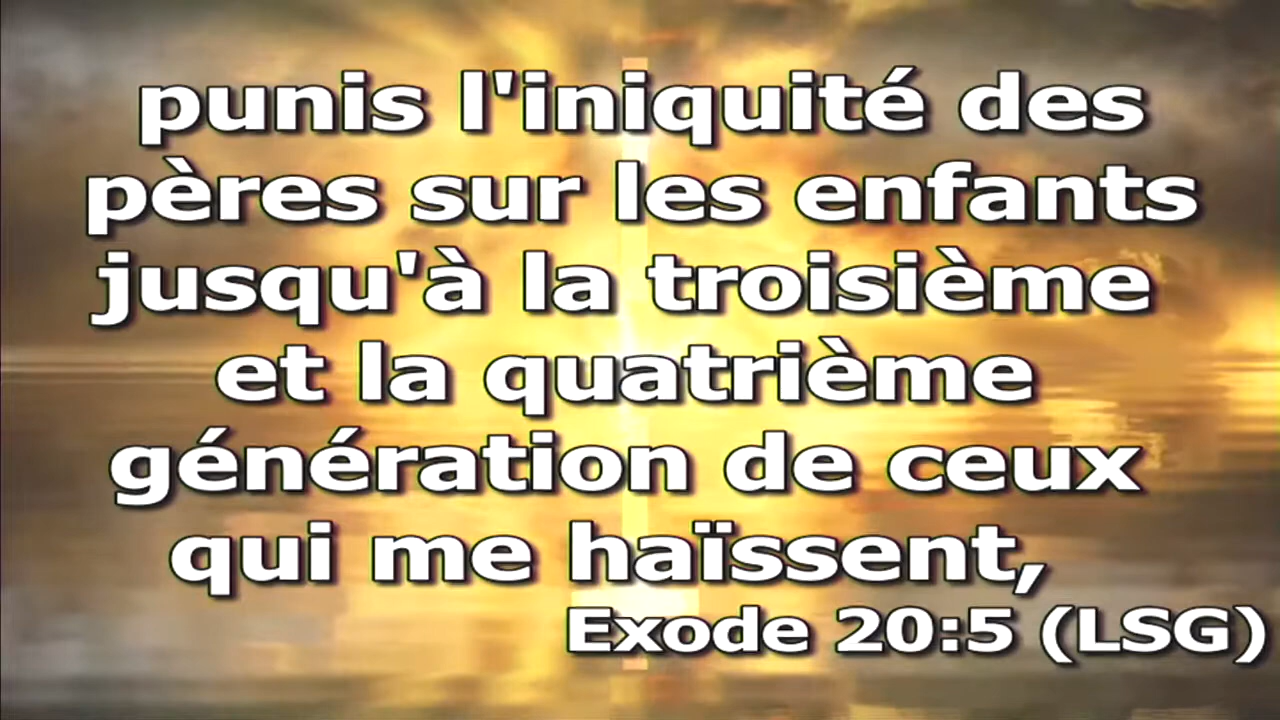 punis l'iniquité des
pères sur les enfants
jusqu'à la troisième
et la quatrième
génération de ceux
qui me haïssent,
Exode 20:5 (LSG)